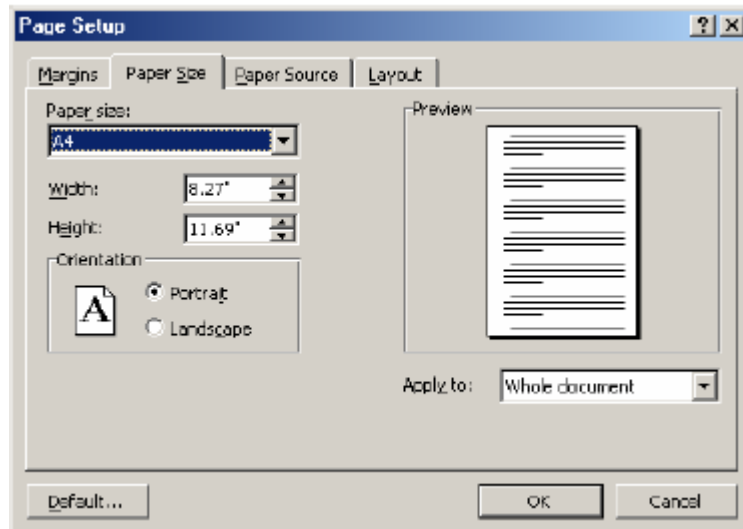 Page Setup
Margins Paper Size Paper Source Layout
Paper size:
A4
Width: 8.27"
Height: 11.69"
Orientation
A
Portrait
Landscape
Preview
Apply to: Whole document
Default... OK Cancel